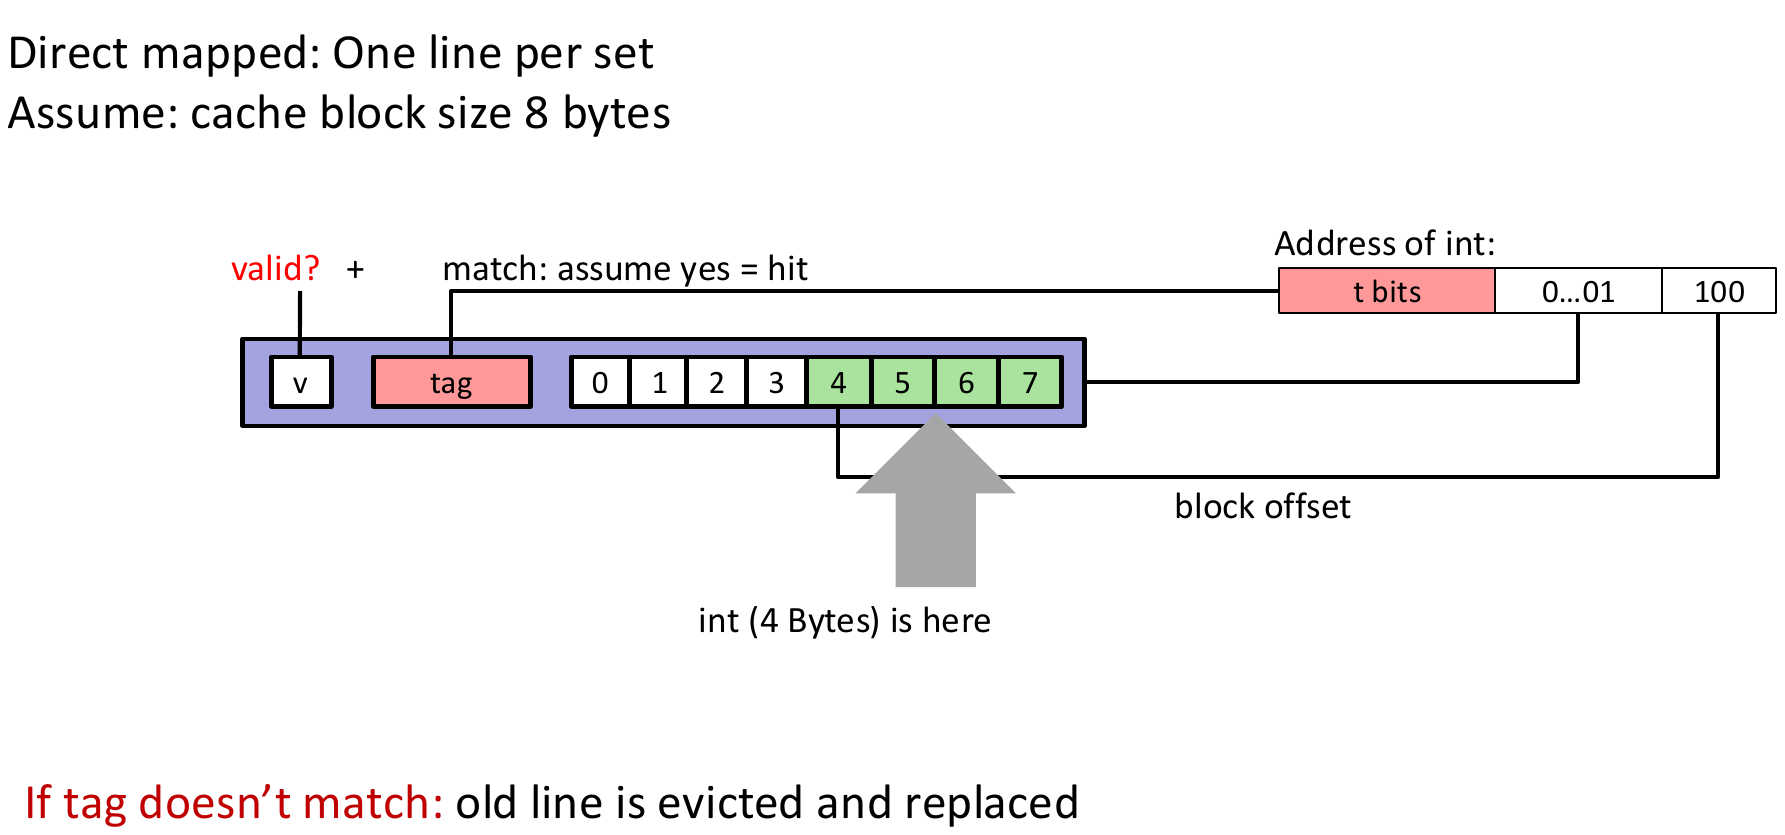 Direct mapped: One line per set
Assume: cache block size 8 bytes
Address of int:
valid? + match: assume yes = hit
t bits 0...01 100
v tag 0 1 2 3 4 5 6 7
block offset
int (4 Bytes) is here
If tag doesn’t match: old line is evicted and replaced